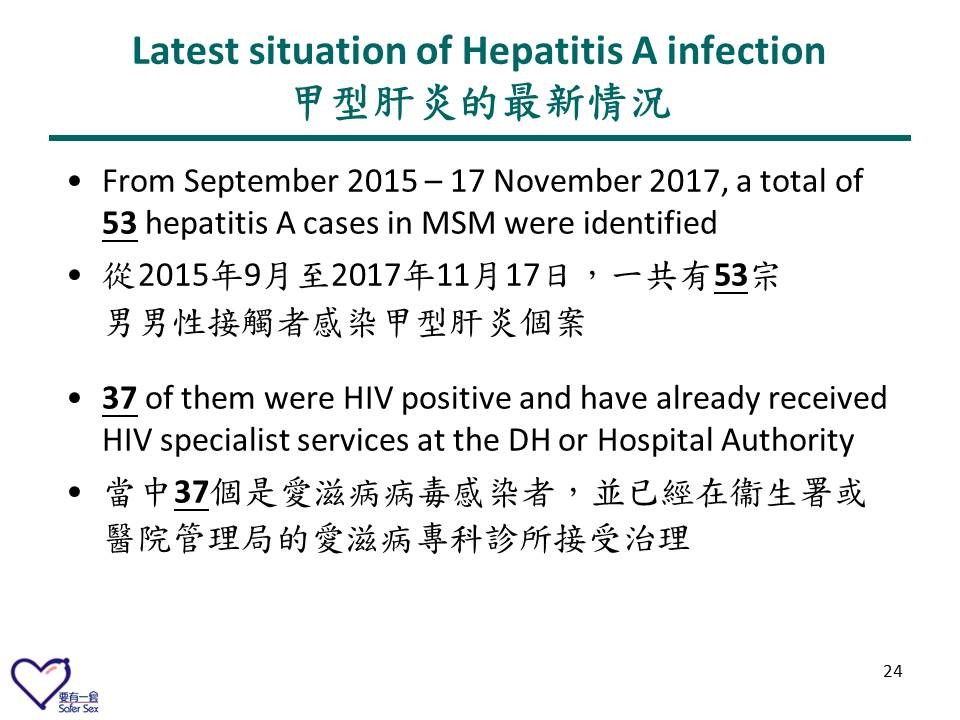 Latest situation of Hepatitis A infection
甲型肝炎的最新情況
• From September 2015 – 17 November 2017, a total of
53 hepatitis A cases in MSM were identified
• 從2015年9月至2017年11月17日，一共有53宗
男男性接觸者感染甲型肝炎個案
• 37 of them were HIV positive and have already received
HIV specialist services at the DH or Hospital Authority
• 當中37個是愛滋病病毒感染者，並已經在衞生署或
醫院管理局的愛滋病專科診所接受治理
要有一套
Safer Sex
24